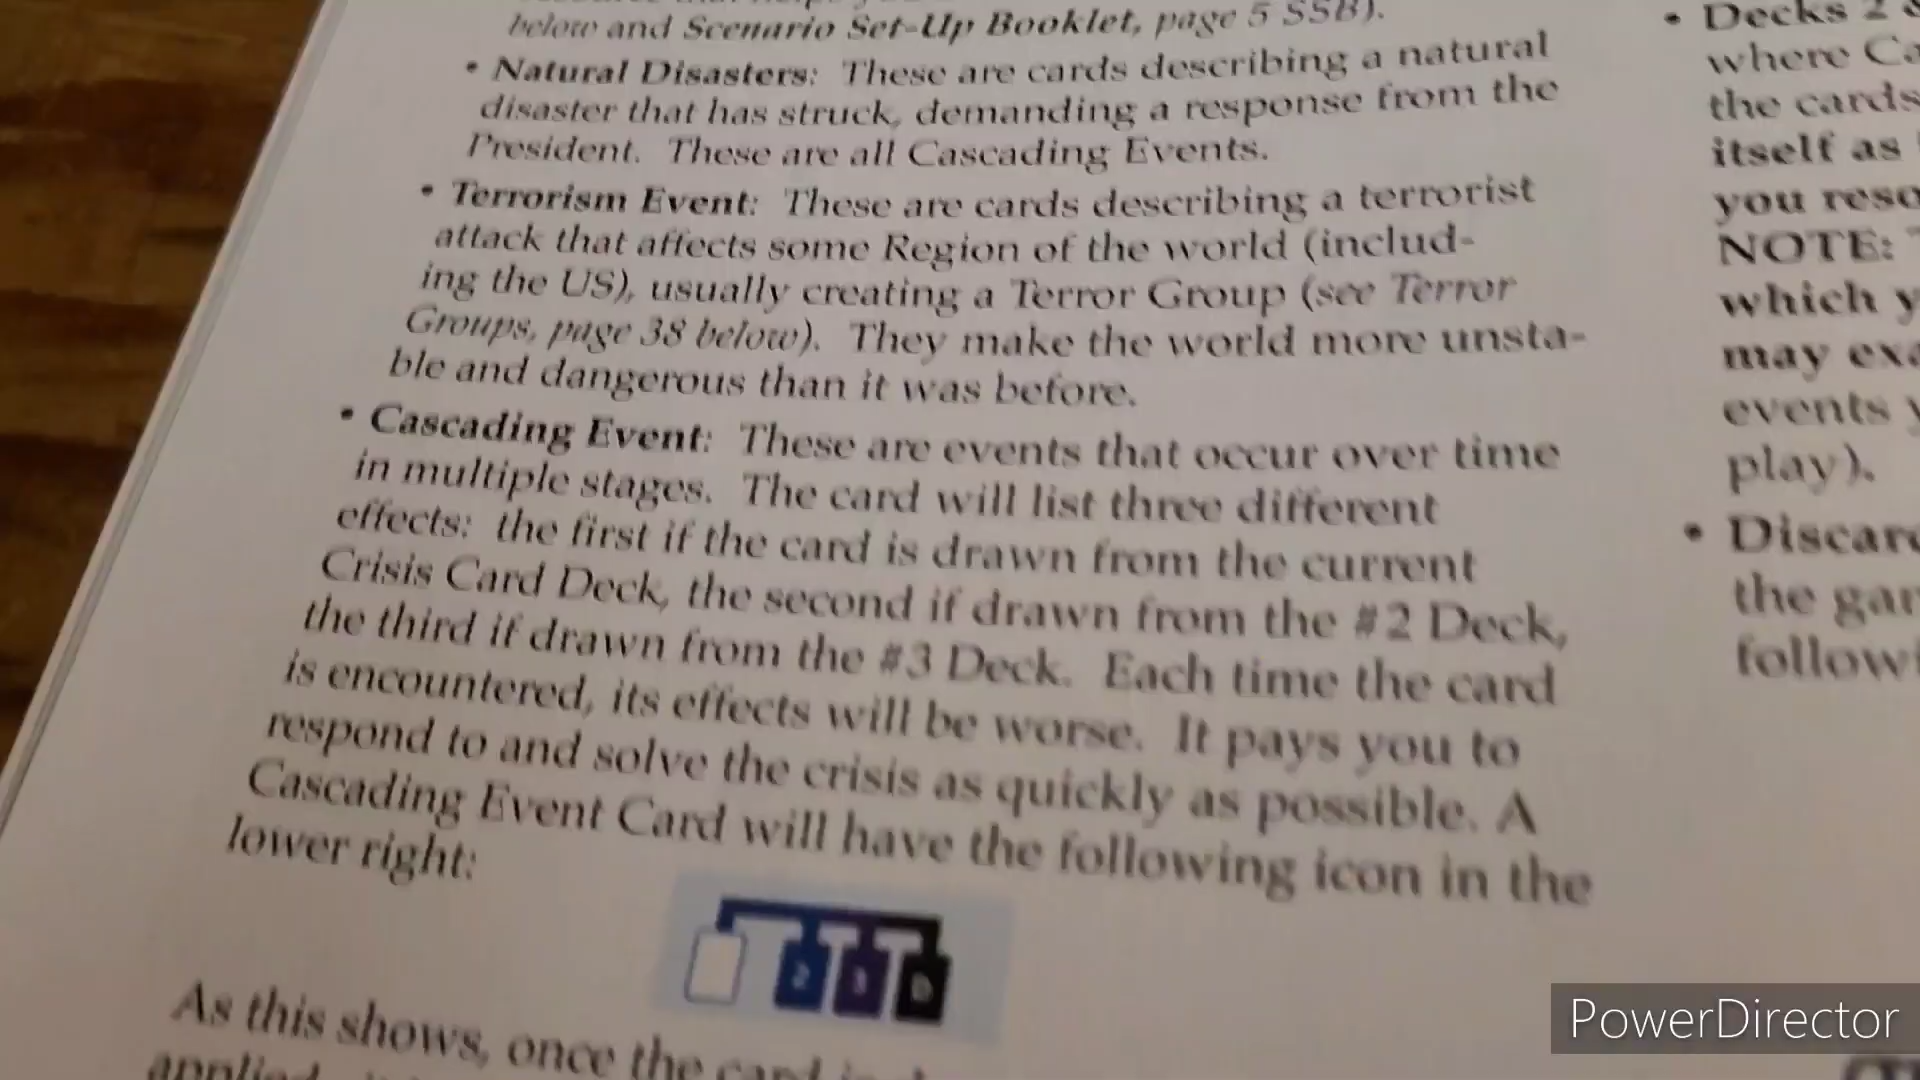 below and Scenario Set-Up Booklet, page 5 SSB).
• Natural Disasters: These are cards describing a natural
disaster that has struck, demanding a response from the
President. These are all Cascading Events.
• Terrorism Event: These are cards describing a terrorist
attack that affects some Region of the world (includ-
ing the US), usually creating a Terror Group (see Terror
Groups, page 38 below). They make the world more unsta-
ble and dangerous than it was before.
• Cascading Event: These are events that occur over time
in multiple stages. The card will list three different
effects: the first if the card is drawn from the current
Crisis Card Deck, the second if drawn from the #2 Deck,
the third if drawn from the #3 Deck. Each time the card
is encountered, its effects will be worse. It pays you to
respond to and solve the crisis as quickly as possible. A
Cascading Event Card will have the following icon in the
lower right:
2 3 D
As this shows, once the card
• Decks 2
where
the cards
itself as
you
NOTE:
which
may
events
play).
•
the
PowerDirector